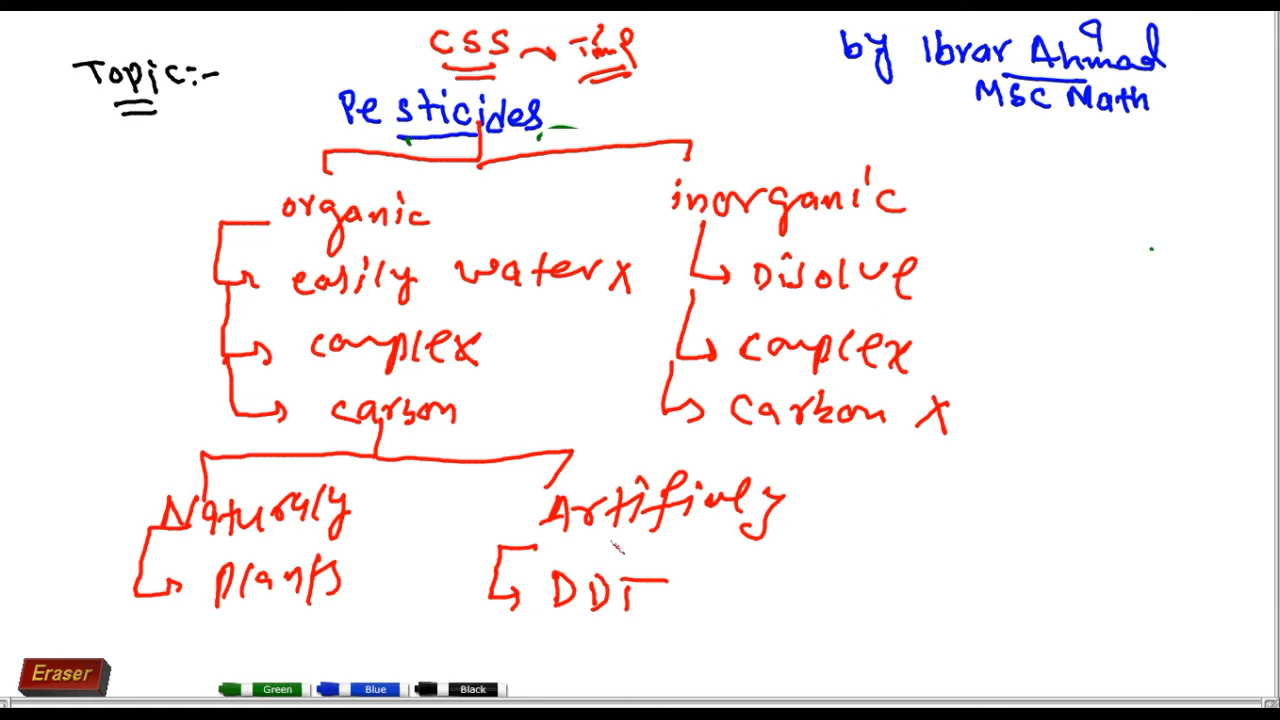 CSS → Imp
by Ibrar Ahmad
MSC Math
Topic:-
Pesticides
organic inorganic
easily water x Disolve
complex complex
carbon carbon x
Naturaly Artificely
plants DDT
Eraser
Green Blue Black